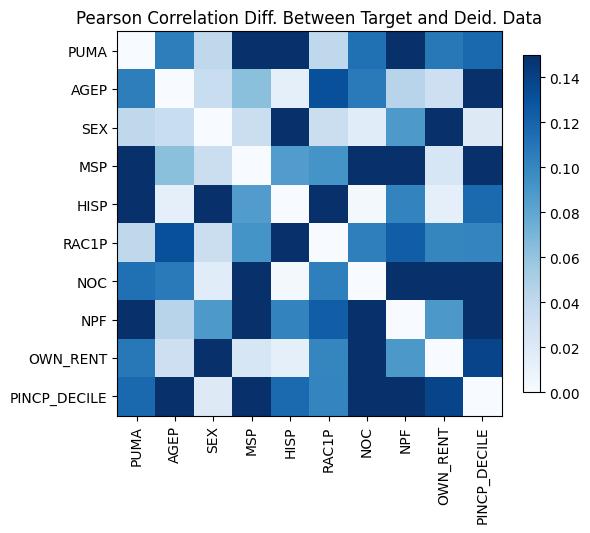 Pearson Correlation Diff. Between Target and Deid. Data
PUMA
AGEP
SEX
MSP
HISP
RAC1P
NOC
NPF
OWN_RENT
PINCP_DECILE
PUMA
AGEP
SEX
MSP
HISP
RAC1P
NOC
NPF
OWN_RENT
PINCP_DECILE
0.14
0.12
0.10
0.08
0.06
0.04
0.02
0.00